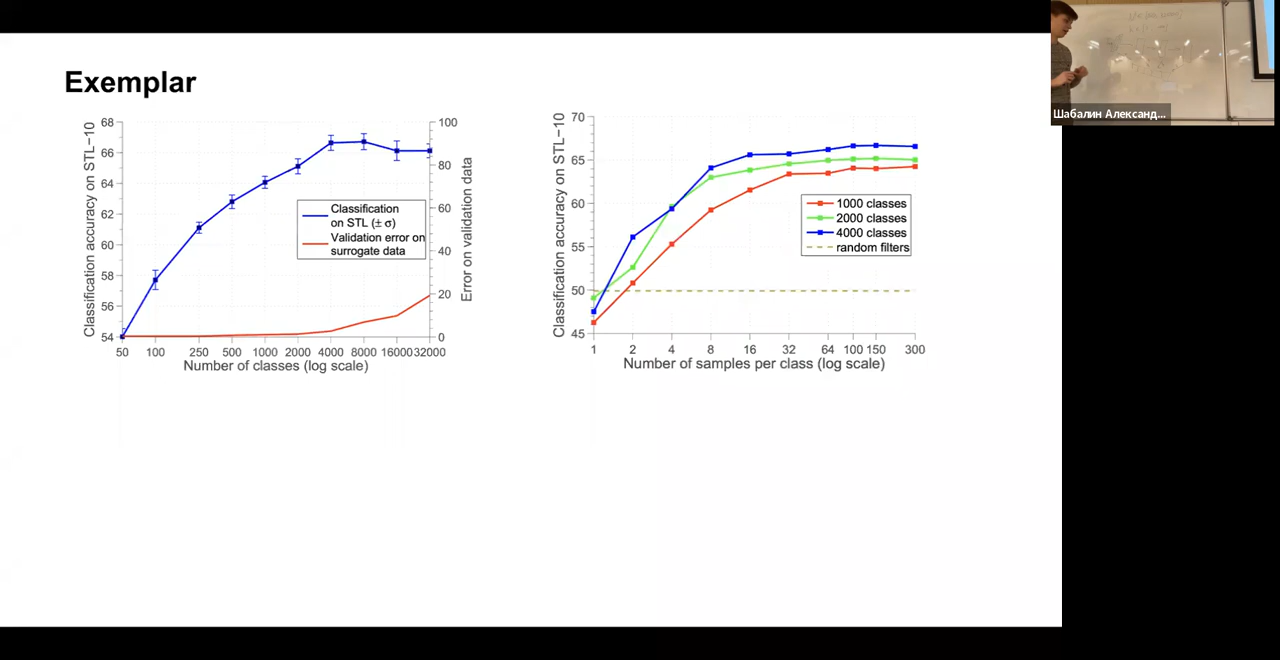 Exemplar
Classification accuracy on STL−10
68
66
64
62
60
58
56
54
100
80
60
40
20
0
Error on validation data
Classification
on STL (± σ)
Validation error on
surrogate data
50 100 250 500 1000 2000 4000 8000 16000 32000
Number of classes (log scale)
Classification accuracy on STL−10
70
65
60
55
50
45
1000 classes
2000 classes
4000 classes
random filters
1 2 4 8 16 32 64 100 150 300
Number of samples per class (log scale)
Шабалин Александ...